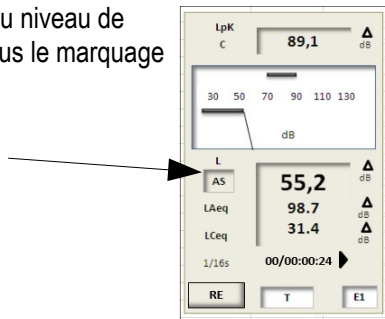 u niveau de
us le marquage
LpK
C
89,1
Δ
dB
30 50 70 90 110 130
dB
L
AS
55,2
Δ
dB
LAeq
98.7
Δ
dB
LCeq
31.4
Δ
dB
1/16s
00/00:00:24
RE
T
E1